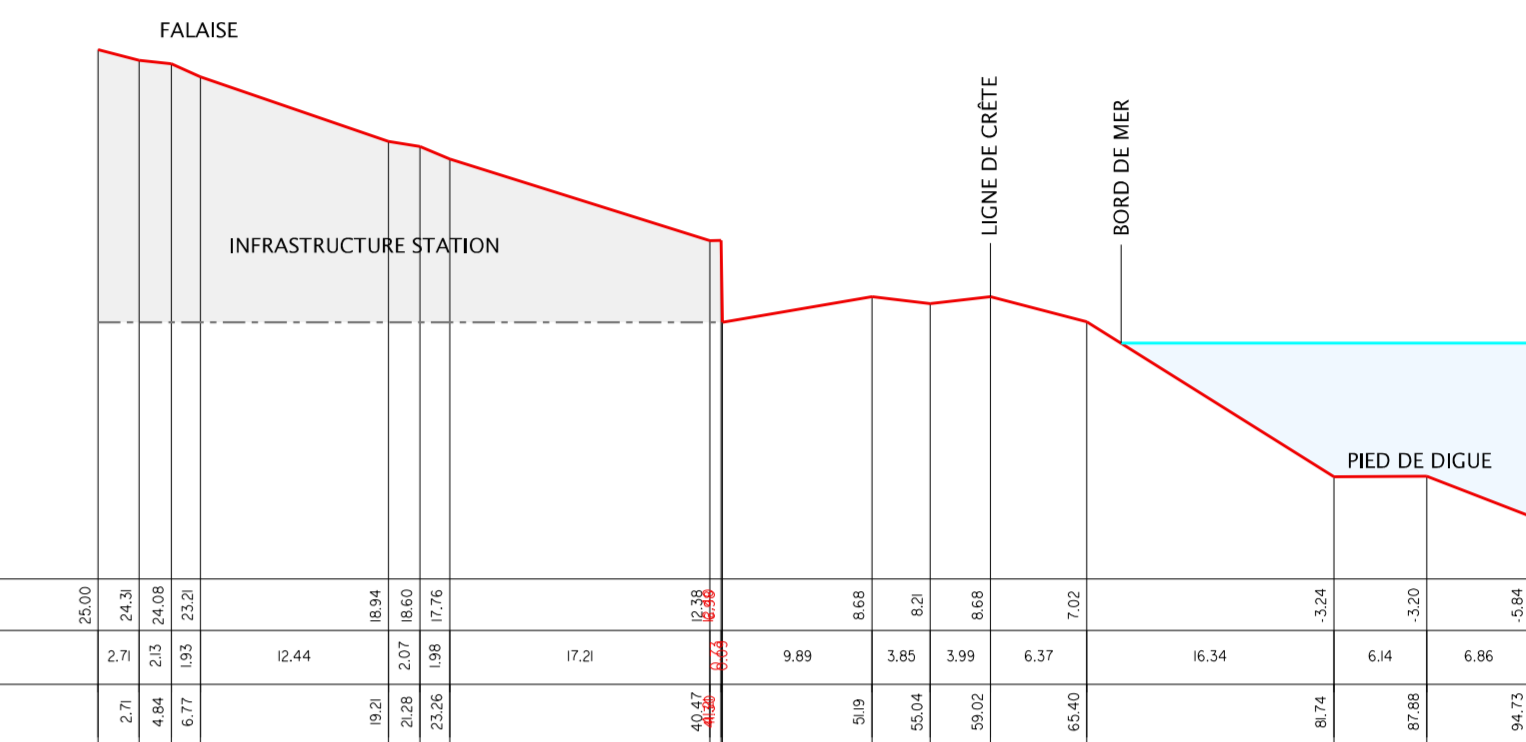 FALAISE
LIGNE DE CRÊTE
BORD DE MER
INFRASTRUCTURE STATION
PIED DE DIGUE
25.00 24.31 24.08 23.21 18.94 18.60 17.76 12.38 8.68 8.21 8.68 7.02 -3.24 -3.20 -5.84
2.71 2.13 1.93 12.44 2.07 1.98 17.21 9.89 3.85 3.99 6.37 16.34 6.14 6.86
2.71 4.84 6.77 19.21 21.28 23.26 40.47 51.19 55.04 59.02 65.40 81.74 87.88 94.73